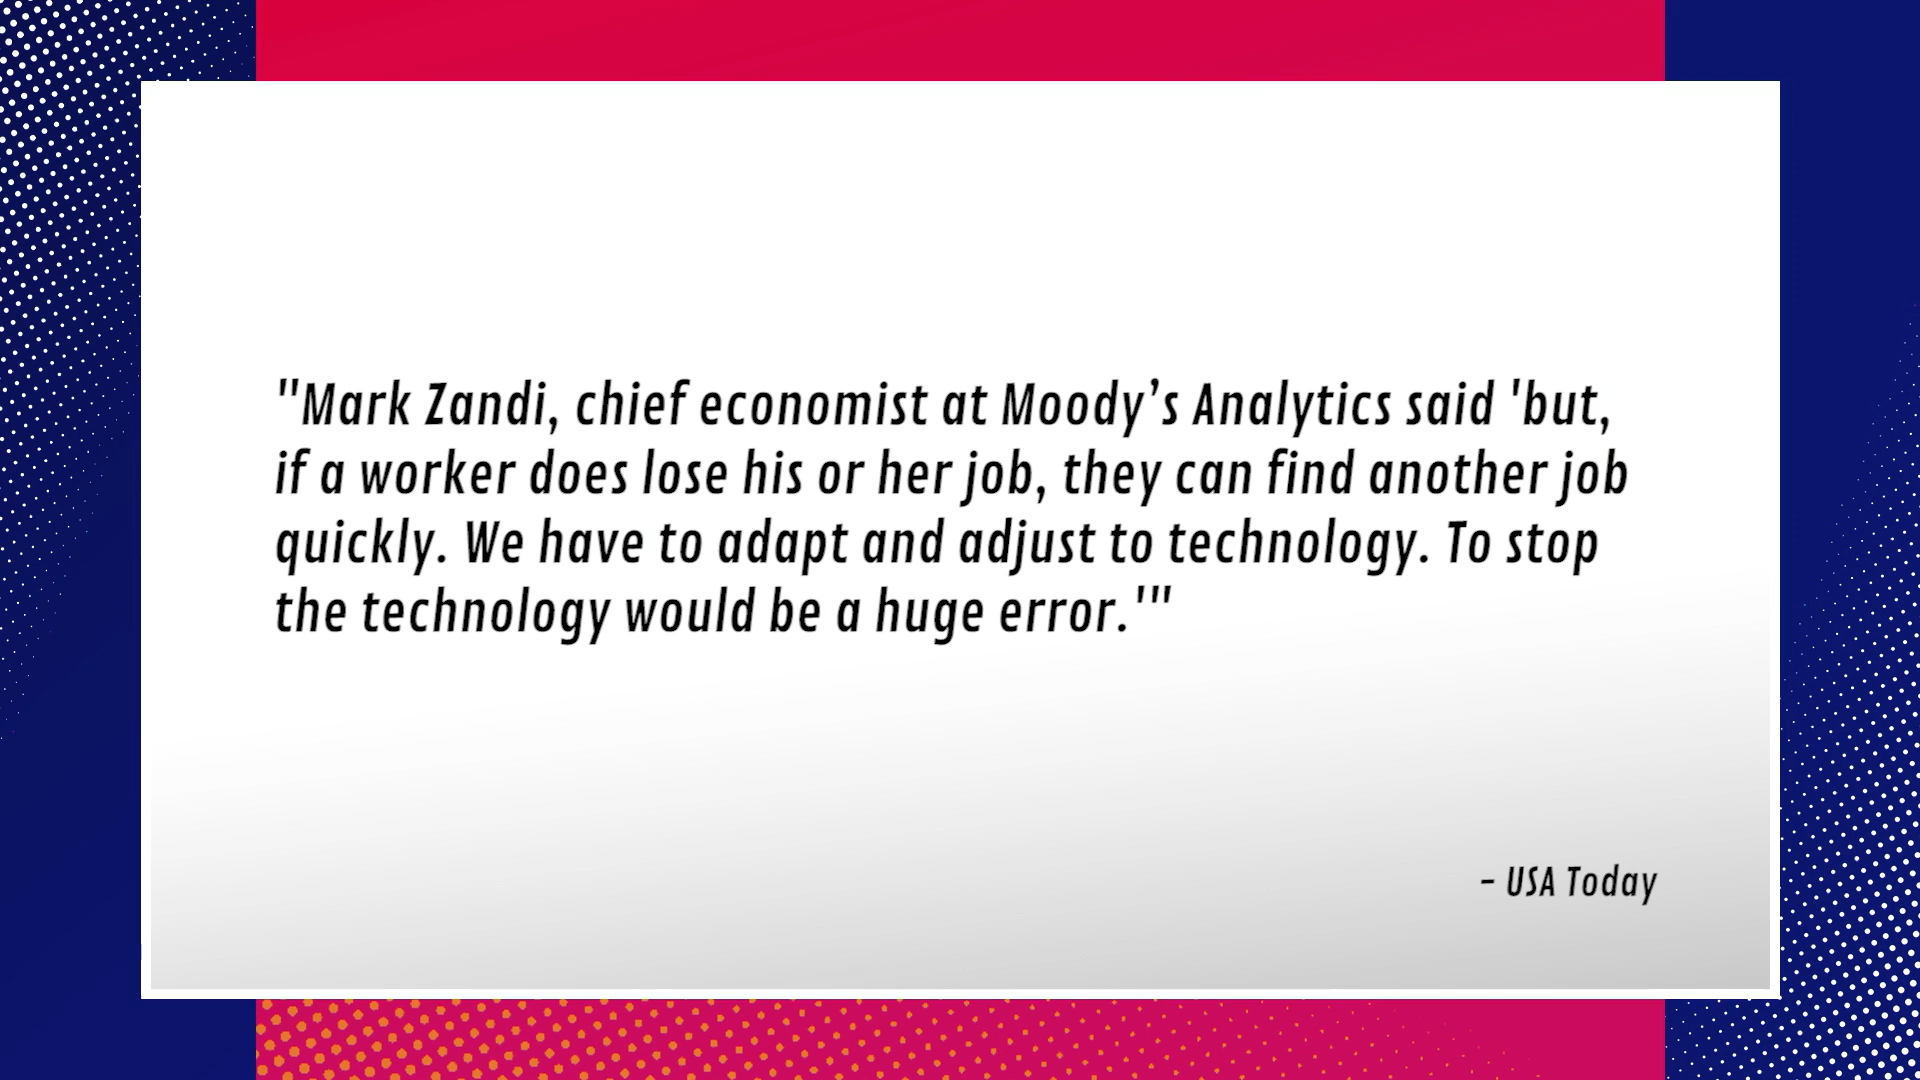 "Mark Zandi, chief economist at Moody’s Analytics said 'but,
if a worker does lose his or her job, they can find another job
quickly. We have to adapt and adjust to technology. To stop
the technology would be a huge error.'"
- USA Today